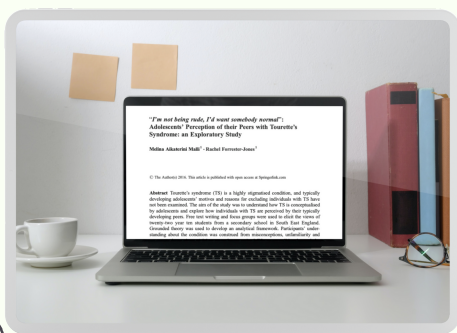 "I'm not being rude, I'd want somebody normal":
Adolescents' Perception of their Peers with Tourette's
Syndrome: an Exploratory Study
Melina Aikaterini Malli¹ · Rachel Forrester-Jones¹
© The Author(s) 2016. This article is published with open access at Springerlink.com
Abstract Tourette's syndrome (TS) is a highly stigmatised condition, and typically
developing adolescents' motives and reasons for excluding individuals with TS have
not been examined. The aim of the study was to understand how TS is conceptualised
by adolescents and explore how individuals with TS are perceived by their typically
developing peers. Free text writing and focus groups were used to elicit the views of
twenty-two year ten students from a secondary school in South East England.
Grounded theory was used to develop an analytical framework. Participants' under-
standing about the condition was construed from misconceptions, unfamiliarity and